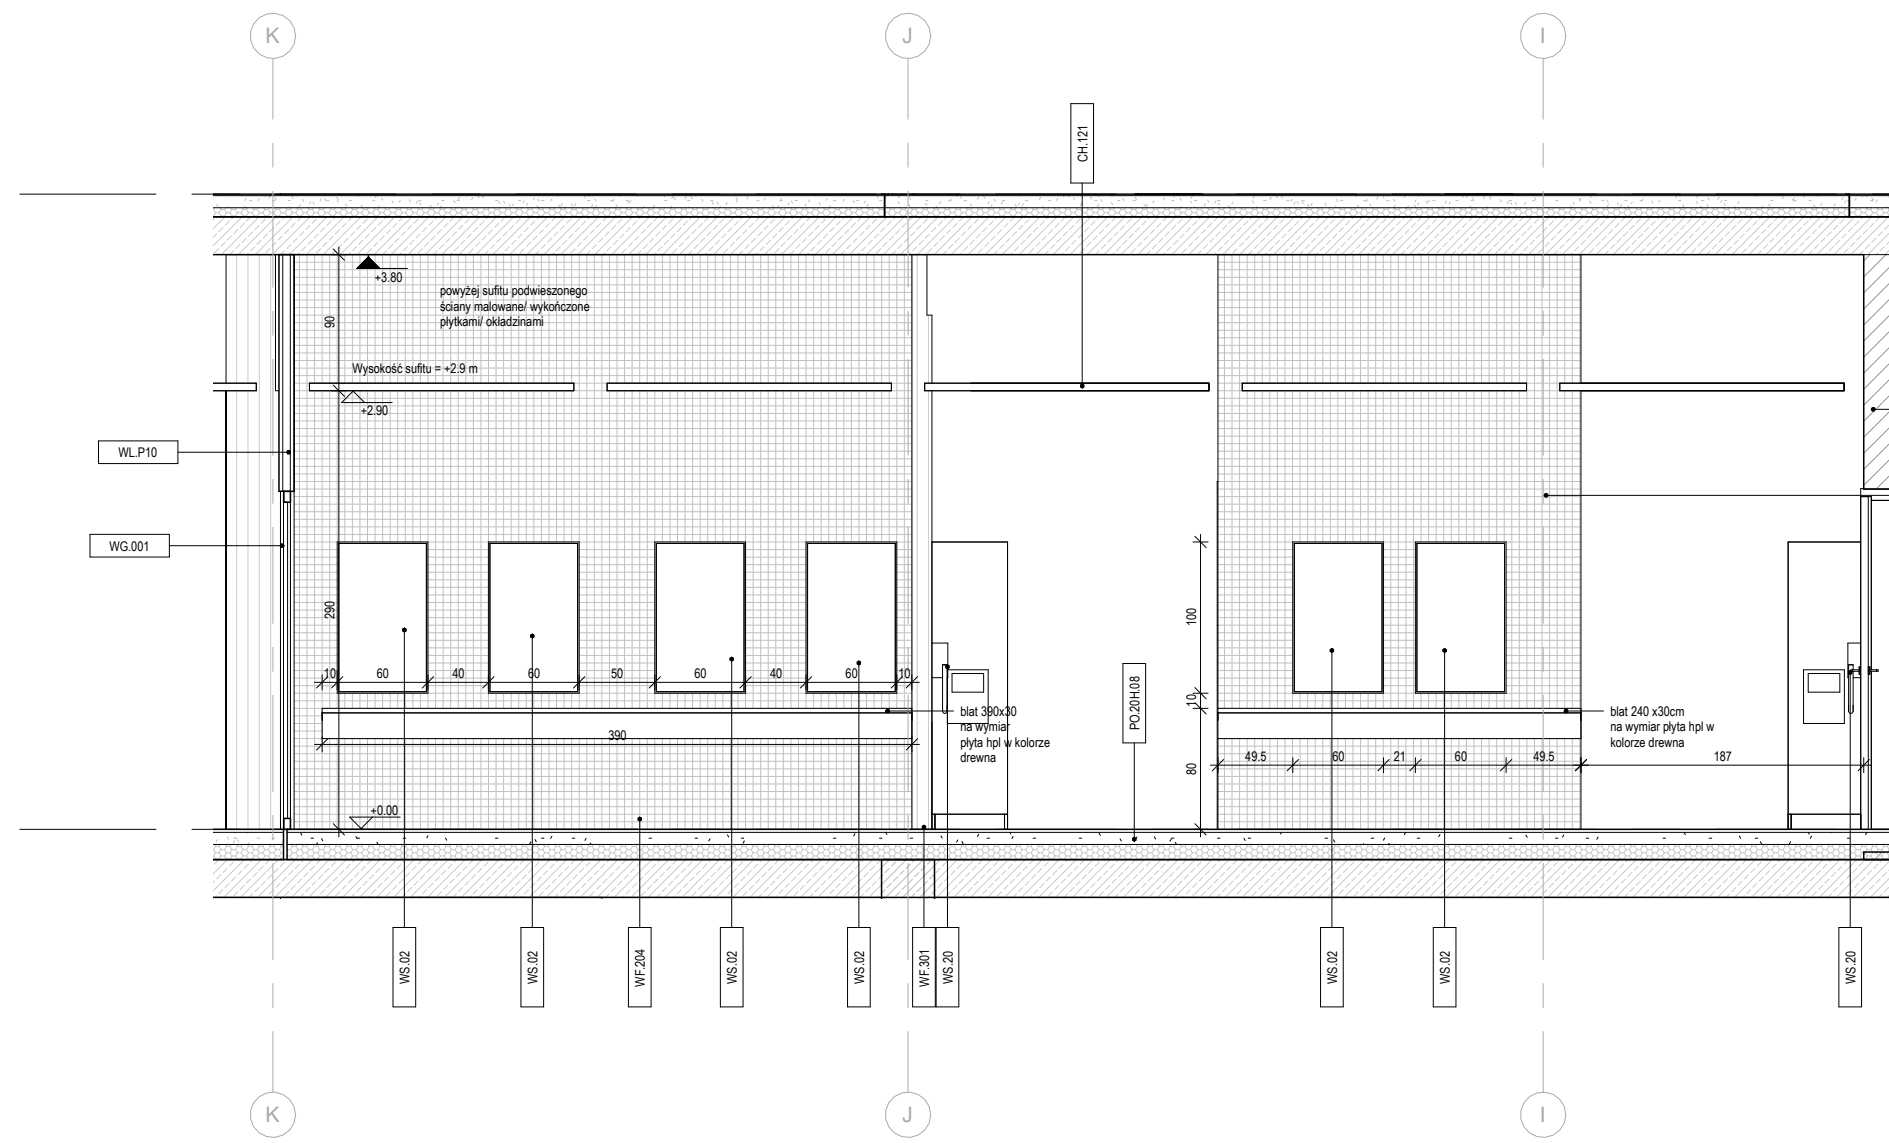 K
J
I
CH.121
+3.80
powyżej sufitu podwieszonego
ściany malowane/ wykończone
płytkami/ okładzinami
90
Wysokość sufitu = +2.9 m
+2.90
WL.P10
WG.001
290
100
10
60
40
60
50
60
40
60
10
10
PO.20H.08
blat 390x30
na wymiar
płyta hpl w kolorze
drewna
blat 240 x30cm
na wymiar płyta hpl w
kolorze drewna
390
49.5
60
21
60
49.5
187
80
+0.00
WS.02
WS.02
WF.204
WS.02
WS.02
WF.301
WS.20
WS.02
WS.02
WS.20
K
J
I